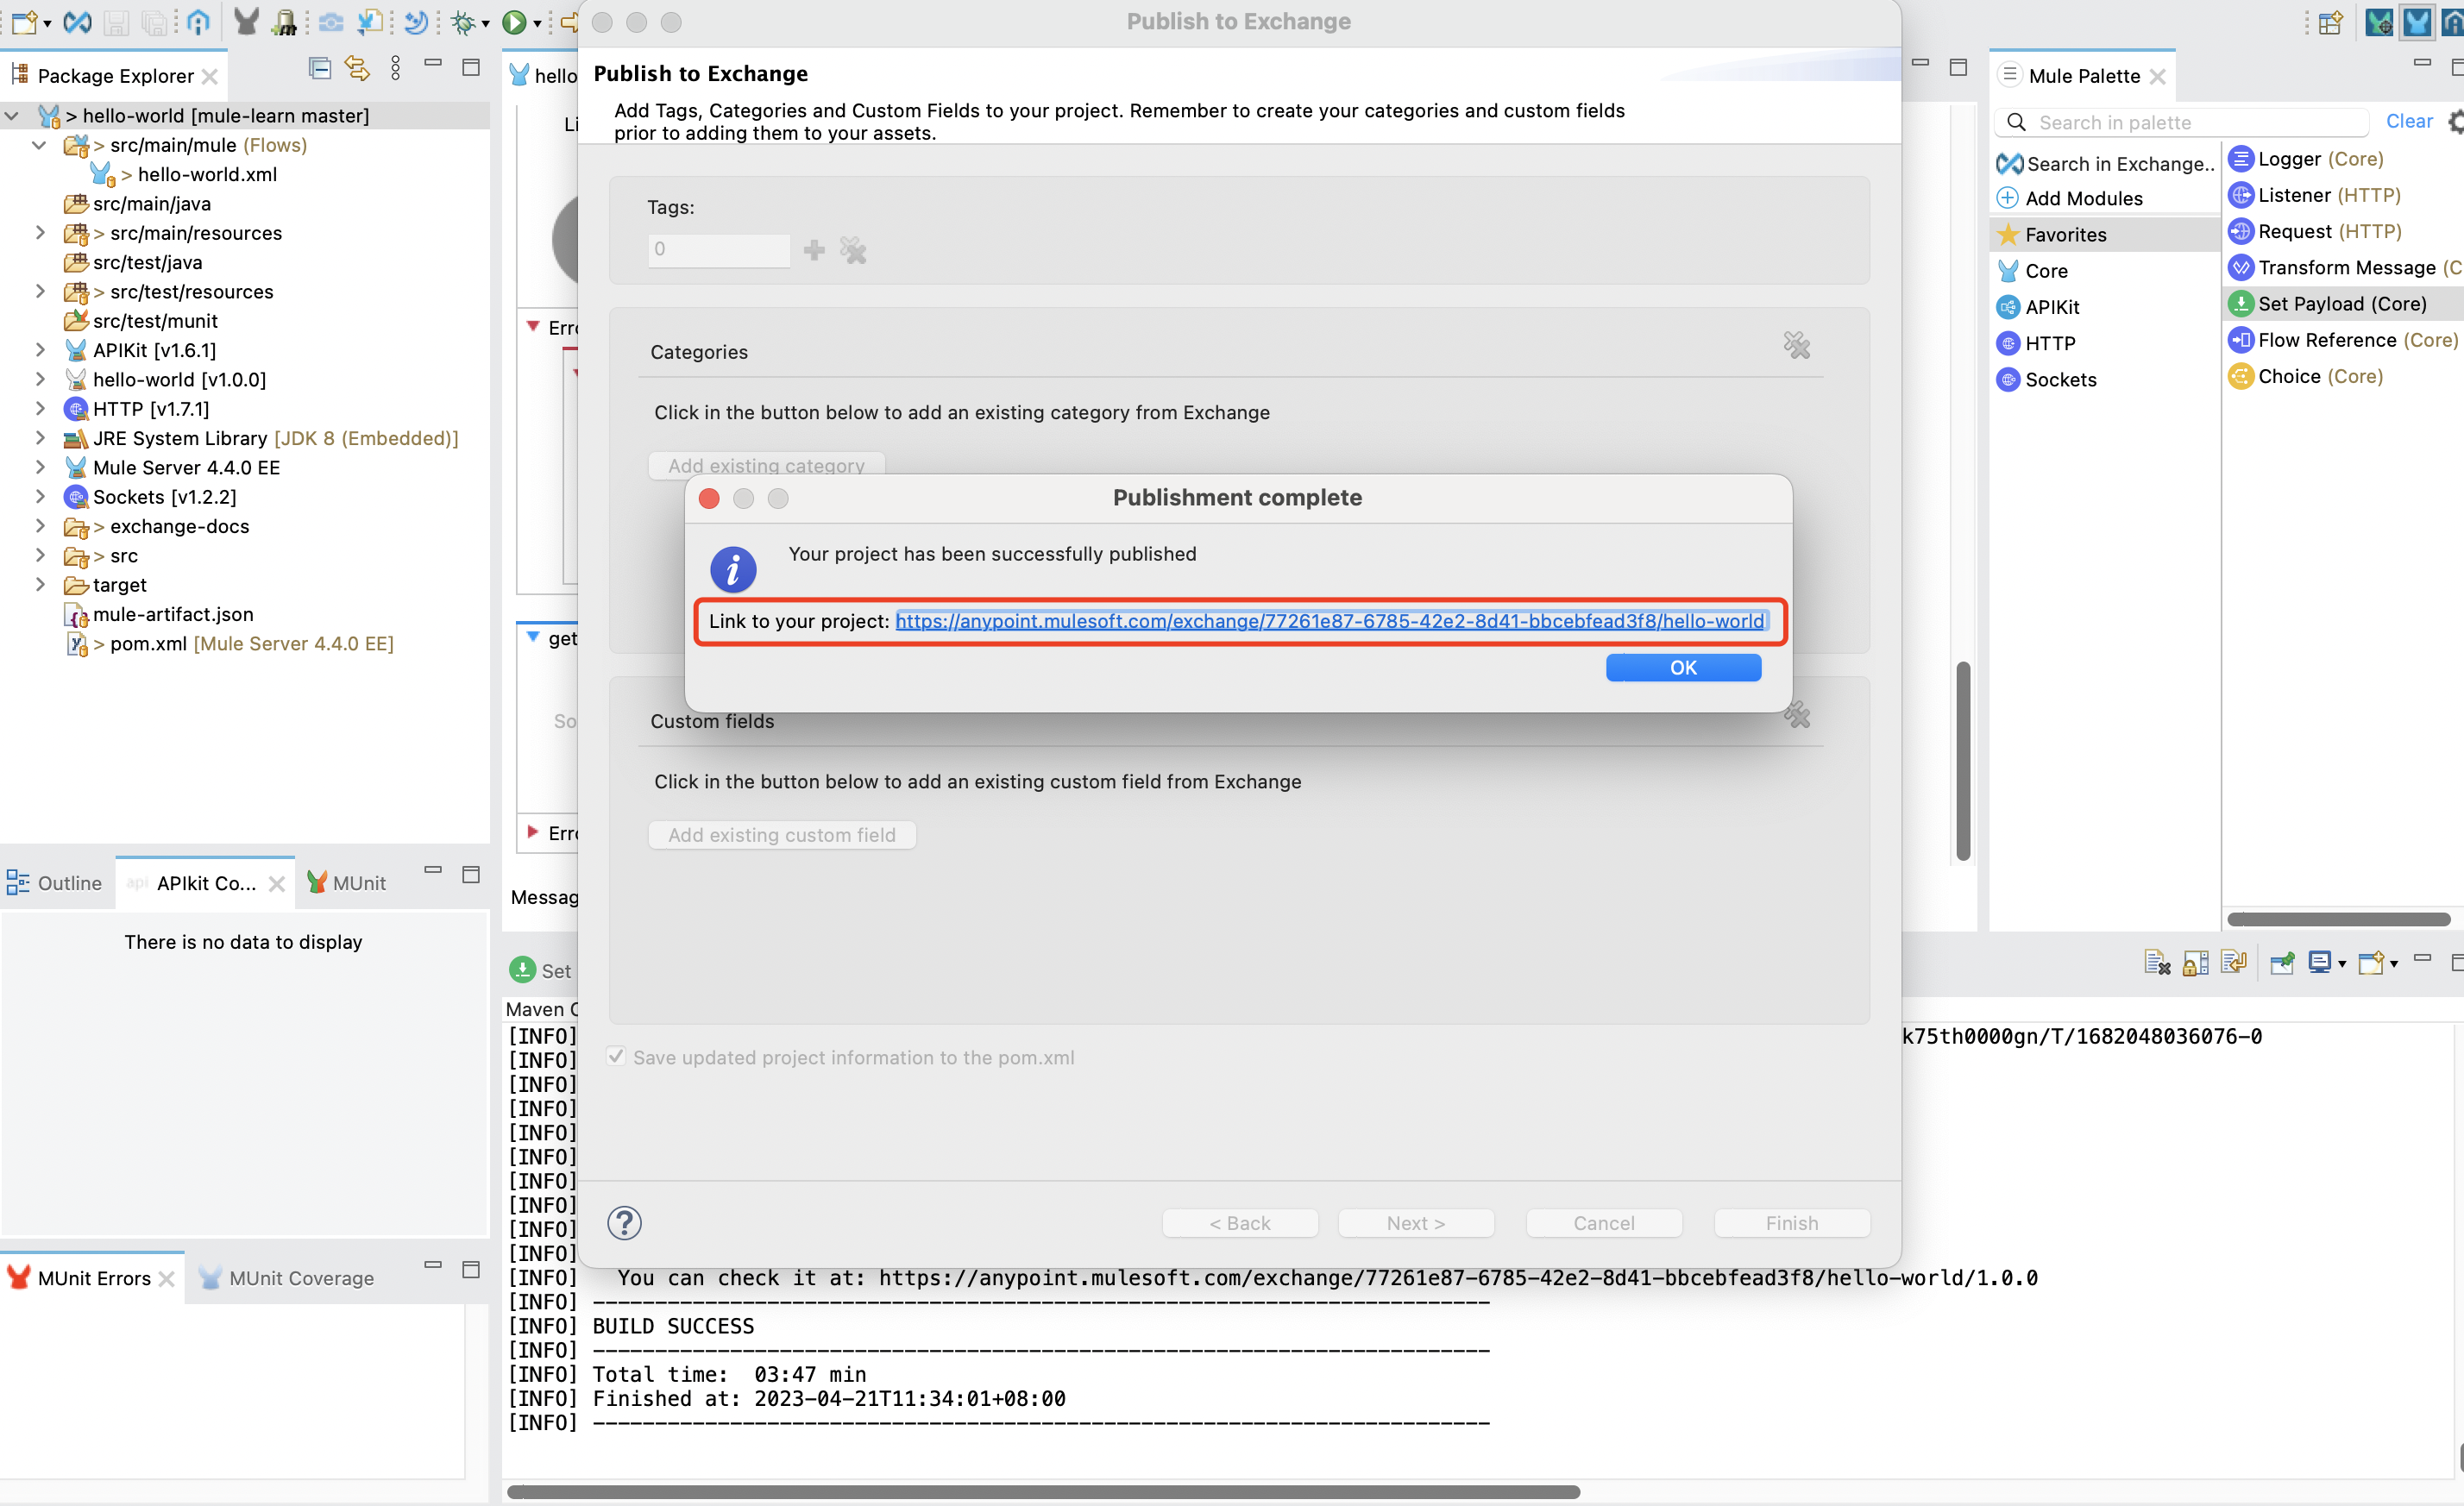 Package Explorer
> hello-world [mule-learn master]
> src/main/mule (Flows)
> hello-world.xml
src/main/java
> src/main/resources
src/test/java
> src/test/resources
src/test/munit
APIKit [v1.6.1]
hello-world [v1.0.0]
HTTP [v1.7.1]
JRE System Library [JDK 8 (Embedded)]
Mule Server 4.4.0 EE
Sockets [v1.2.2]
> exchange-docs
> src
target
mule-artifact.json
> pom.xml [Mule Server 4.4.0 EE]
Outline
api APIkit Co...
MUnit
There is no data to display
MUnit Errors
MUnit Coverage
hello
Li
Erro
get
So
Erro
Messag
Publish to Exchange
Publish to Exchange
Add Tags, Categories and Custom Fields to your project. Remember to create your categories and custom fields
prior to adding them to your assets.
Tags:
0
Categories
Click in the button below to add an existing category from Exchange
Add existing category
Publishment complete
Your project has been successfully published
Link to your project: https://anypoint.mulesoft.com/exchange/77261e87-6785-42e2-8d41-bbcebfead3f8/hello-world
OK
Custom fields
Click in the button below to add an existing custom field from Exchange
Add existing custom field
Save updated project information to the pom.xml
< Back
Next >
Cancel
Finish
Mule Palette
Search in palette
Clear
Search in Exchange..
Add Modules
Favorites
Core
APIKit
HTTP
Sockets
Logger (Core)
Listener (HTTP)
Request (HTTP)
Transform Message (C
Set Payload (Core)
Flow Reference (Core)
Choice (Core)
Set
Maven C
[INFO] k75th0000gn/T/1682048036076-0
[INFO]
[INFO]
[INFO]
[INFO]
[INFO]
[INFO]
[INFO]
[INFO]
[INFO]
[INFO] You can check it at: https://anypoint.mulesoft.com/exchange/77261e87-6785-42e2-8d41-bbcebfead3f8/hello-world/1.0.0
[INFO] ------------------------------------------------------------------------
[INFO] BUILD SUCCESS
[INFO] ------------------------------------------------------------------------
[INFO] Total time:  03:47 min
[INFO] Finished at: 2023-04-21T11:34:01+08:00
[INFO] ------------------------------------------------------------------------